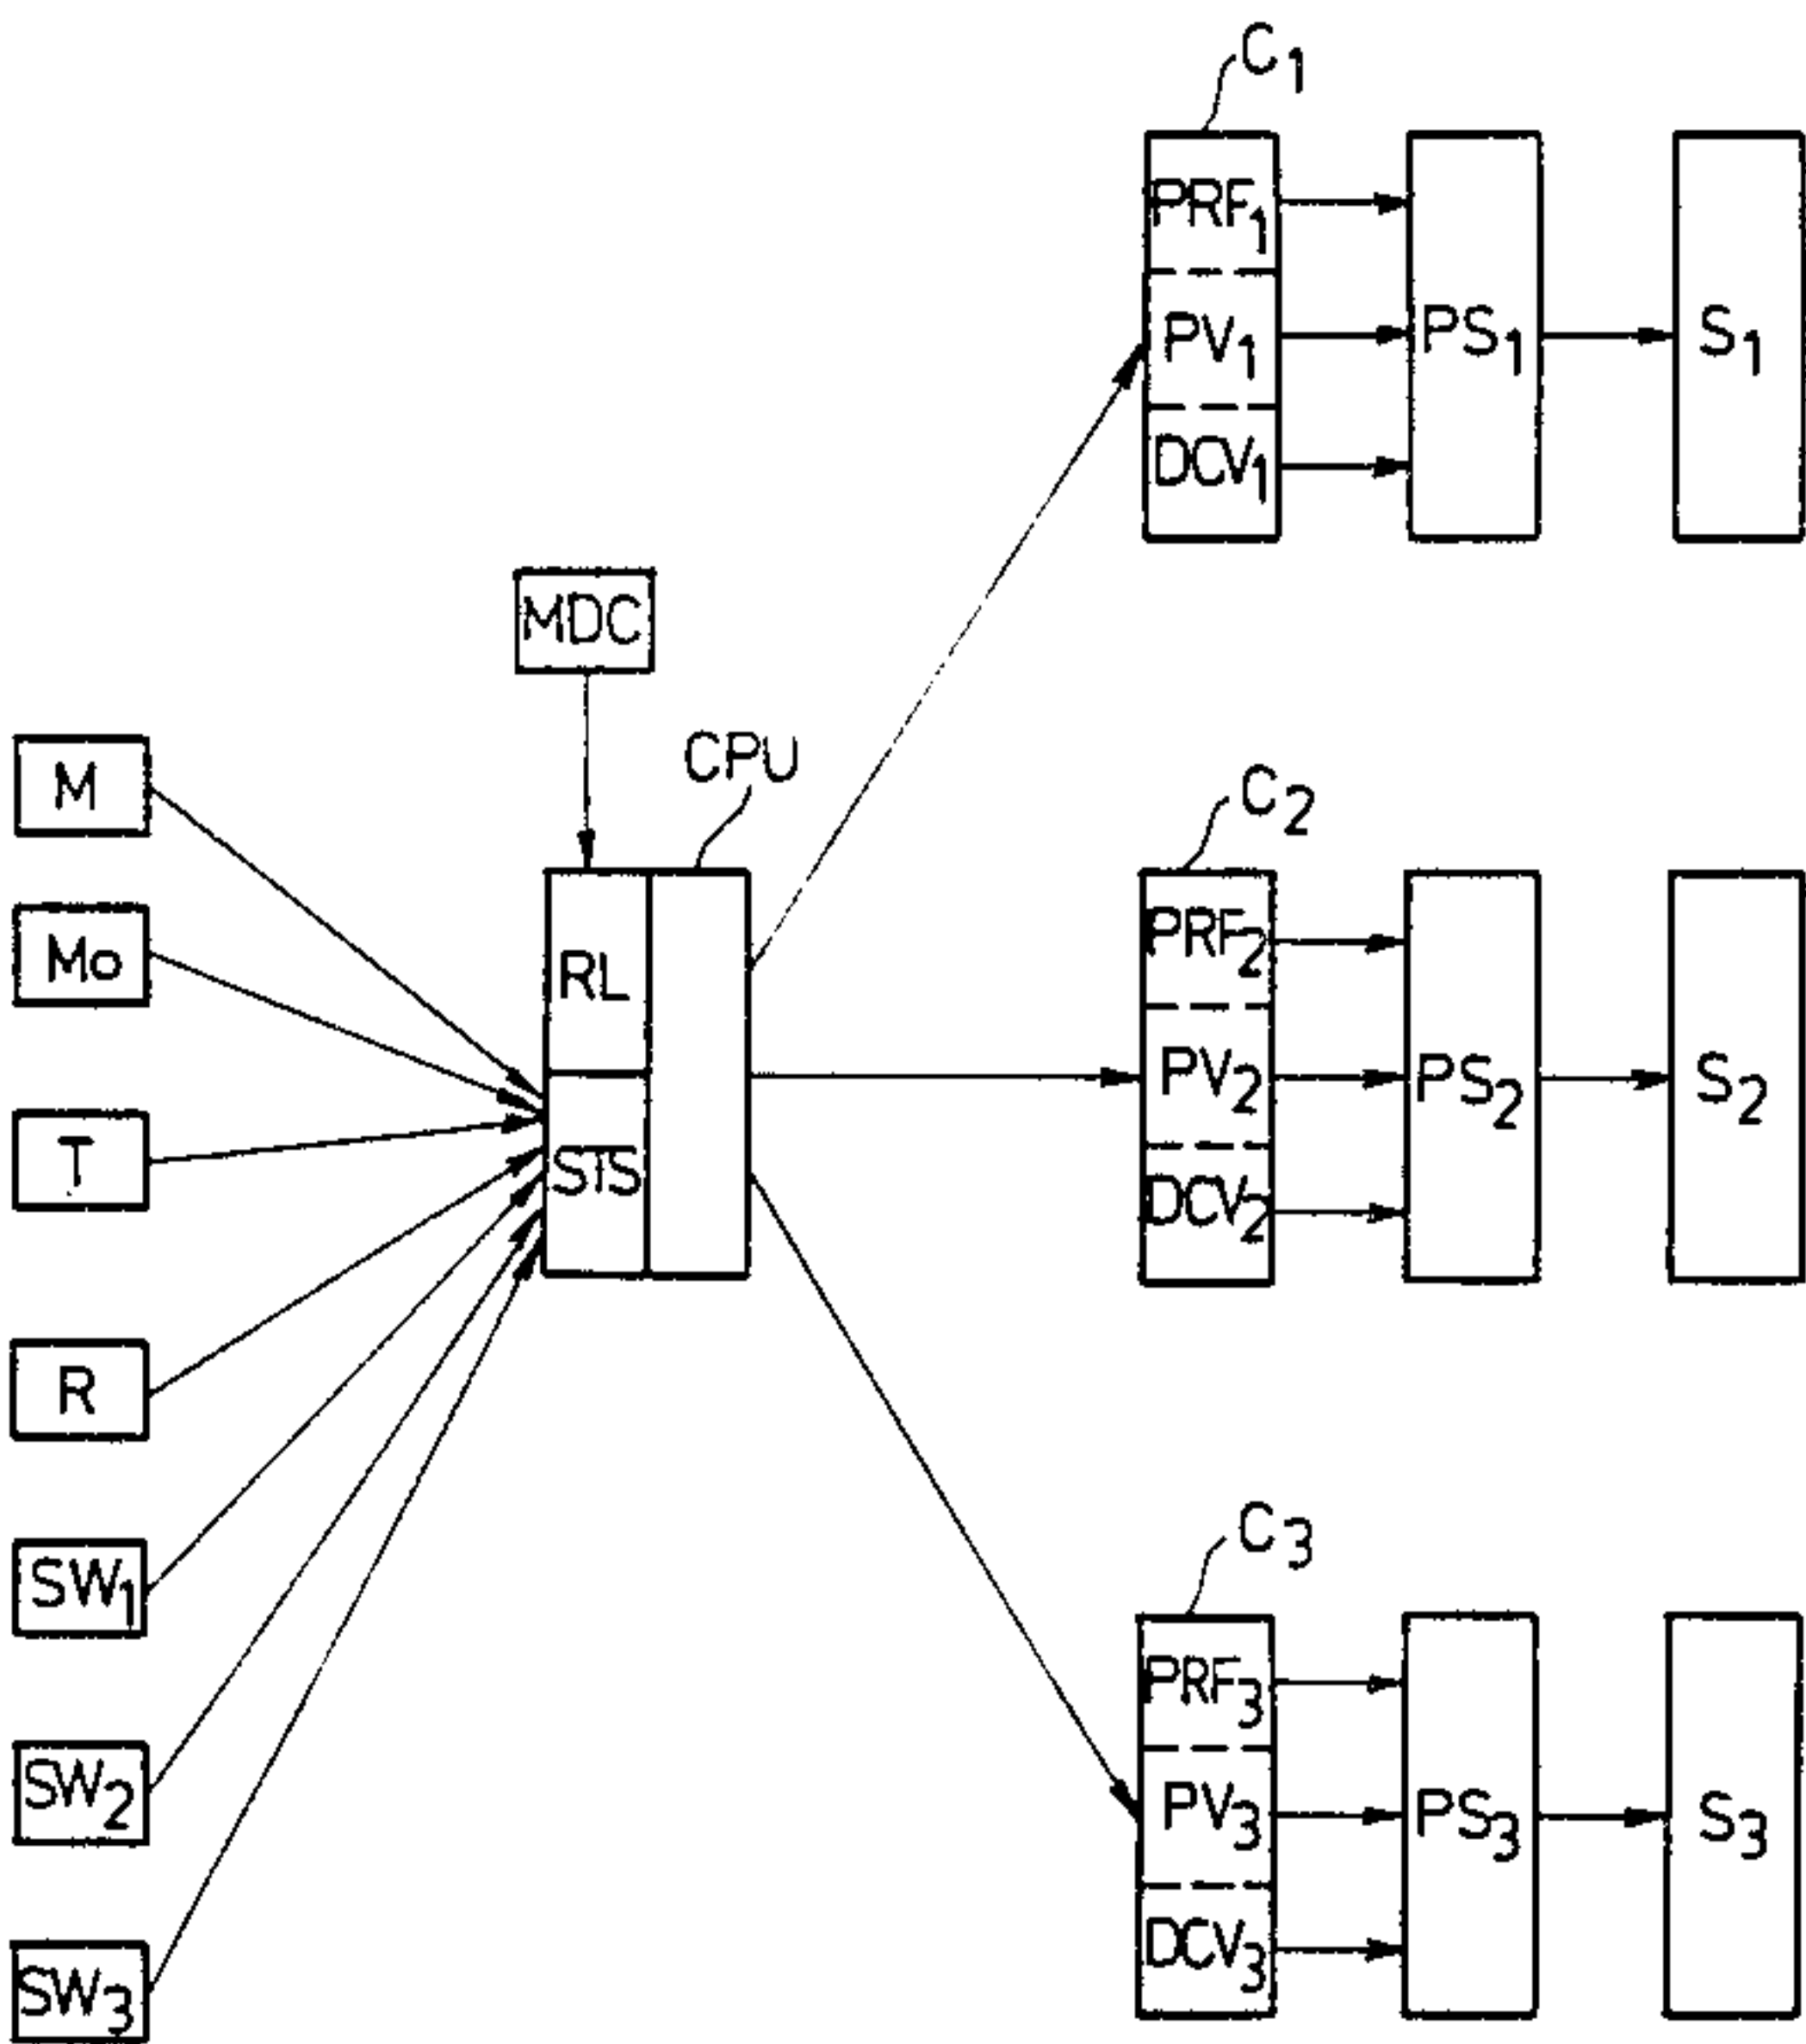 C1
PRF1
PV1
DCV1
PS1
S1
MDC
CPU
M
Mo
T
R
SW1
SW2
SW3
RL
STS
C2
PRF2
PV2
DCV2
PS2
S2
C3
PRF3
PV3
DCV3
PS3
S3